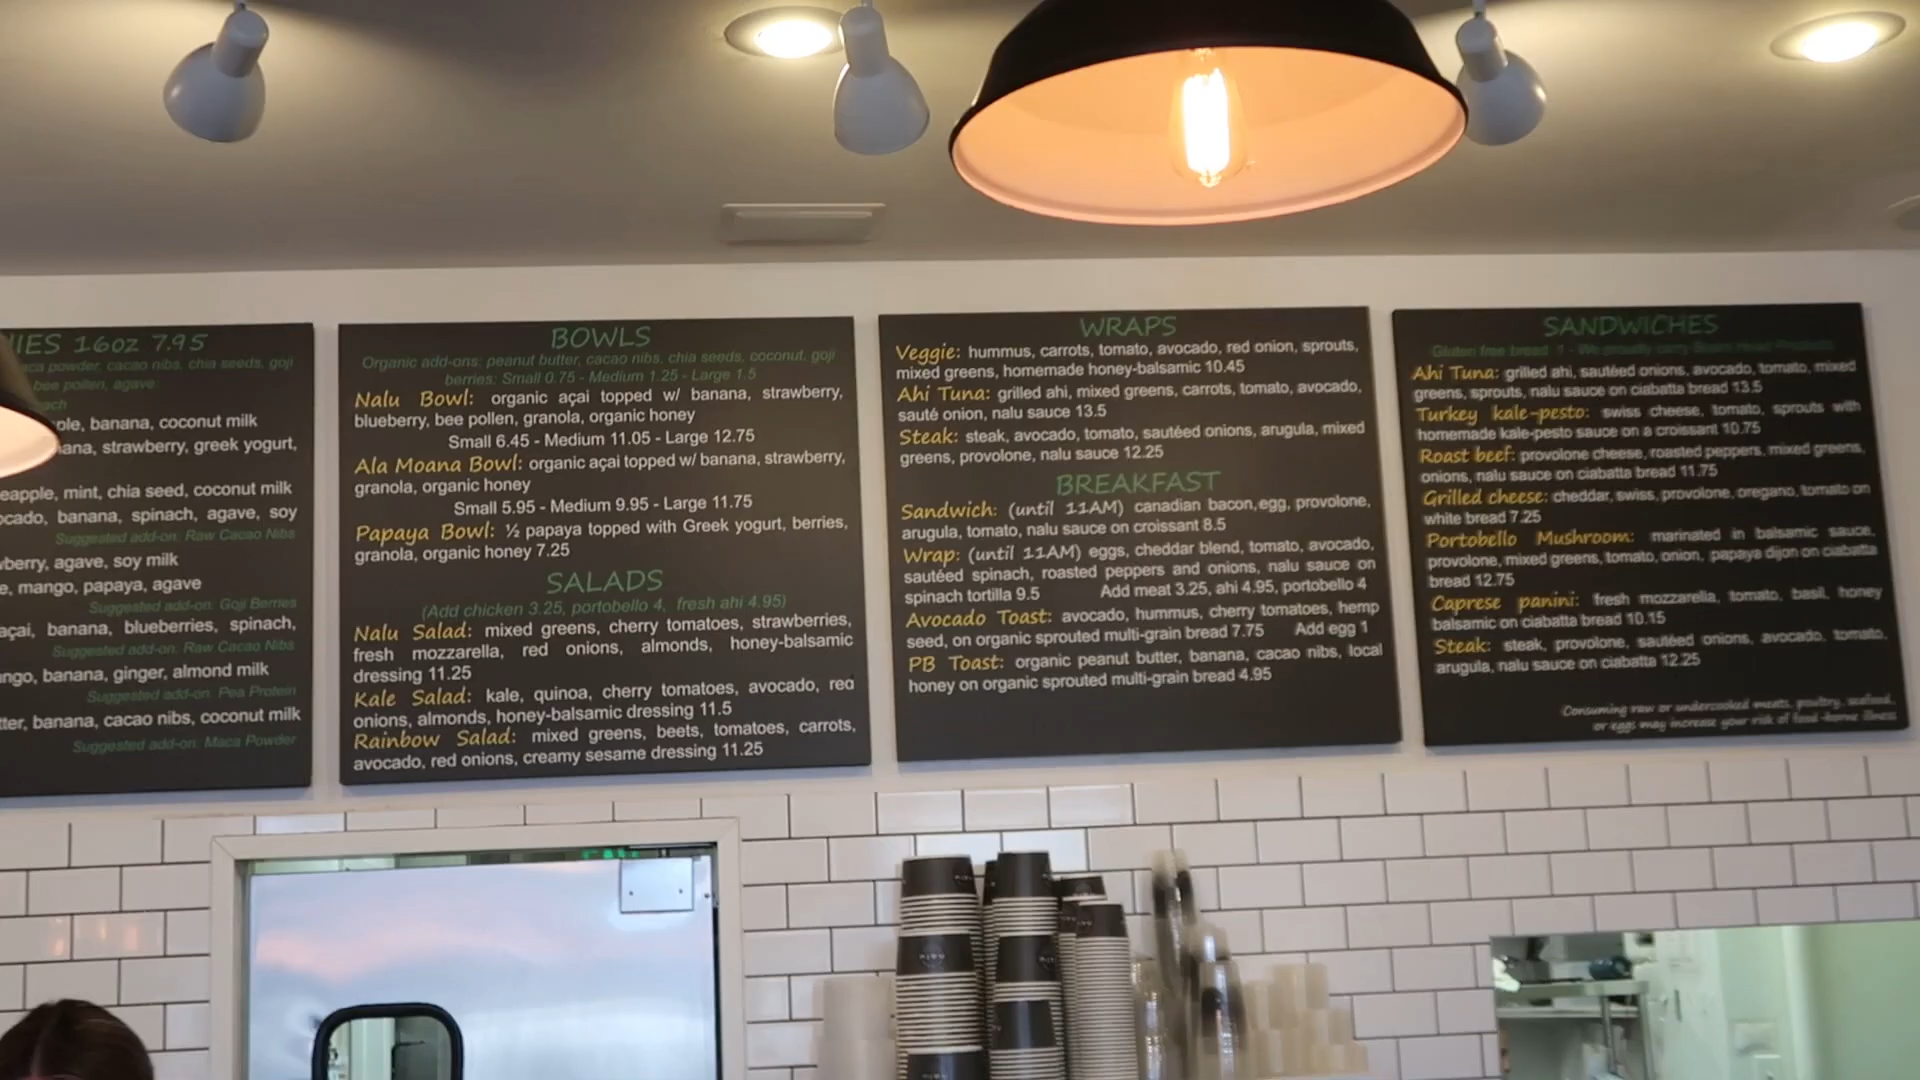 IES 16oz 7.95
aca powder, cacao nibs, chia seeds, goji
bee pollen, agave
ple, banana, coconut milk
ana, strawberry, greek yogurt,
eapple, mint, chia seed, coconut milk
ocado, banana, spinach, agave, soy
Suggested add-on: Raw Cacao Nibs
berry, agave, soy milk
e, mango, papaya, agave
Suggested add-on: Goji Berries
açai, banana, blueberries, spinach,
Suggested add-on: Raw Cacao Nibs
ngo, banana, ginger, almond milk
Suggested add-on: Pea Protein
tter, banana, cacao nibs, coconut milk
Suggested add-on: Maca Powder
BOWLS
Organic add-ons: peanut butter, cacao nibs, chia seeds, coconut, goji
berries: Small 0.75 - Medium 1.25 - Large 1.5
Nalu Bowl: organic açai topped w/ banana, strawberry,
blueberry, bee pollen, granola, organic honey
Small 6.45 - Medium 11.05 - Large 12.75
Ala Moana Bowl: organic açai topped w/ banana, strawberry,
granola, organic honey
Small 5.95 - Medium 9.95 - Large 11.75
Papaya Bowl: ½ papaya topped with Greek yogurt, berries,
granola, organic honey 7.25
SALADS
(Add chicken 3.25, portobello 4, fresh ahi 4.95)
Nalu Salad: mixed greens, cherry tomatoes, strawberries,
fresh mozzarella, red onions, almonds, honey-balsamic
dressing 11.25
Kale Salad: kale, quinoa, cherry tomatoes, avocado, red
onions, almonds, honey-balsamic dressing 11.5
Rainbow Salad: mixed greens, beets, tomatoes, carrots,
avocado, red onions, creamy sesame dressing 11.25
WRAPS
Veggie: hummus, carrots, tomato, avocado, red onion, sprouts,
mixed greens, homemade honey-balsamic 10.45
Ahi Tuna: grilled ahi, mixed greens, carrots, tomato, avocado,
sauté onion, nalu sauce 13.5
Steak: steak, avocado, tomato, sautéed onions, arugula, mixed
greens, provolone, nalu sauce 12.25
BREAKFAST
Sandwich: (until 11AM) canadian bacon, egg, provolone,
arugula, tomato, nalu sauce on croissant 8.5
Wrap: (until 11AM) eggs, cheddar blend, tomato, avocado,
sautéed spinach, roasted peppers and onions, nalu sauce on
spinach tortilla 9.5 Add meat 3.25, ahi 4.95, portobello 4
Avocado Toast: avocado, hummus, cherry tomatoes, hemp
seed, on organic sprouted multi-grain bread 7.75 Add egg 1
PB Toast: organic peanut butter, banana, cacao nibs, local
honey on organic sprouted multi-grain bread 4.95
SANDWICHES
Gluten free bread 1 - We proudly carry
Ahi Tuna: grilled ahi, sautéed onions, avocado, tomato, mixed
greens, sprouts, nalu sauce on ciabatta bread 13.5
Turkey kale-pesto: swiss cheese, tomato, sprouts with
homemade kale-pesto sauce on a croissant 10.75
Roast beef: provolone cheese, roasted peppers, mixed greens,
onions, nalu sauce on ciabatta bread 11.75
Grilled cheese: cheddar, swiss, provolone, oregano, tomato on
white bread 7.25
Portobello Mushroom: marinated in balsamic sauce,
provolone, mixed greens, tomato, onion, papaya dijon on ciabatta
bread 12.75
Caprese panini: fresh mozzarella, tomato, basil, honey
balsamic on ciabatta bread 10.15
Steak: steak, provolone, sautéed onions, avocado, tomato,
arugula, nalu sauce on ciabatta 12.25
Consuming raw or undercooked meats, poultry, seafood,
or eggs may increase your risk of food-borne illness